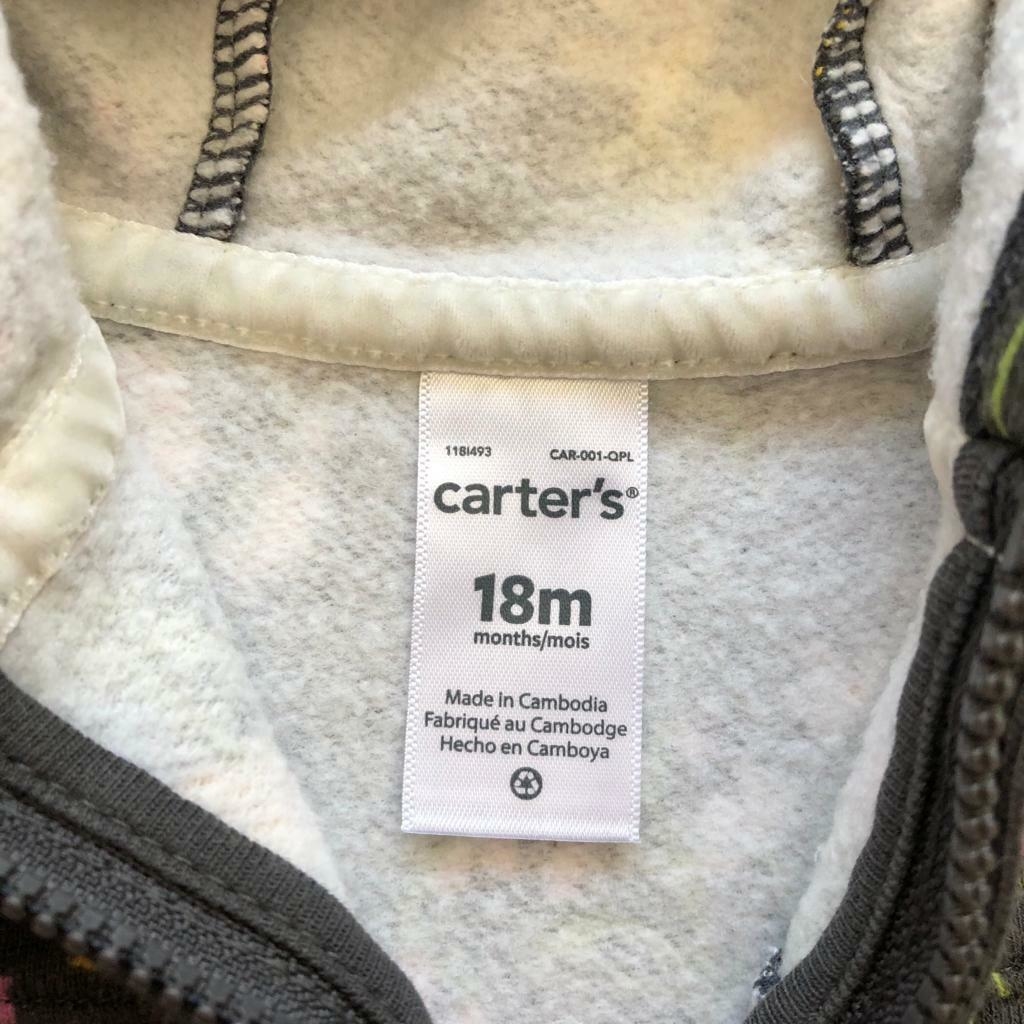 118I493 CAR-001-QPL
carter's®
18m
months/mois
Made in Cambodia
Fabriqué au Cambodge
Hecho en Camboya